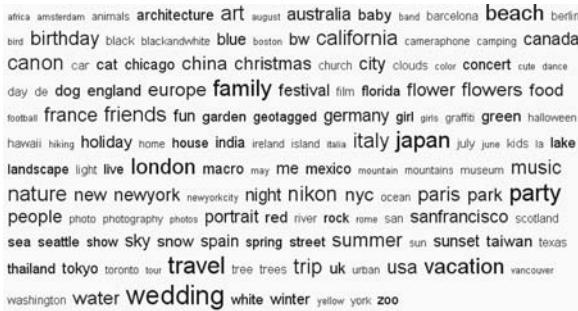 africa amsterdam animals architecture art august australia baby band barcelona beach berlin
bird birthday black blackandwhite blue boston bw california cameraphone camping canada
canon car cat chicago china christmas church city clouds color concert cute dance
day de dog england europe family festival film florida flower flowers food
football france friends fun garden geotagged germany girl girls graffiti green halloween
hawaii hiking holiday home house india ireland island italia italy japan july june kids la lake
landscape light live london macro may me mexico mountain mountains museum music
nature new newyork newyorkcity night nikon nyc ocean paris park party
people photo photography photos portrait red river rock rome san sanfrancisco scotland
sea seattle show sky snow spain spring street summer sun sunset taiwan texas
thailand tokyo toronto tour travel tree trees trip uk urban usa vacation vancouver
washington water wedding white winter yellow york zoo